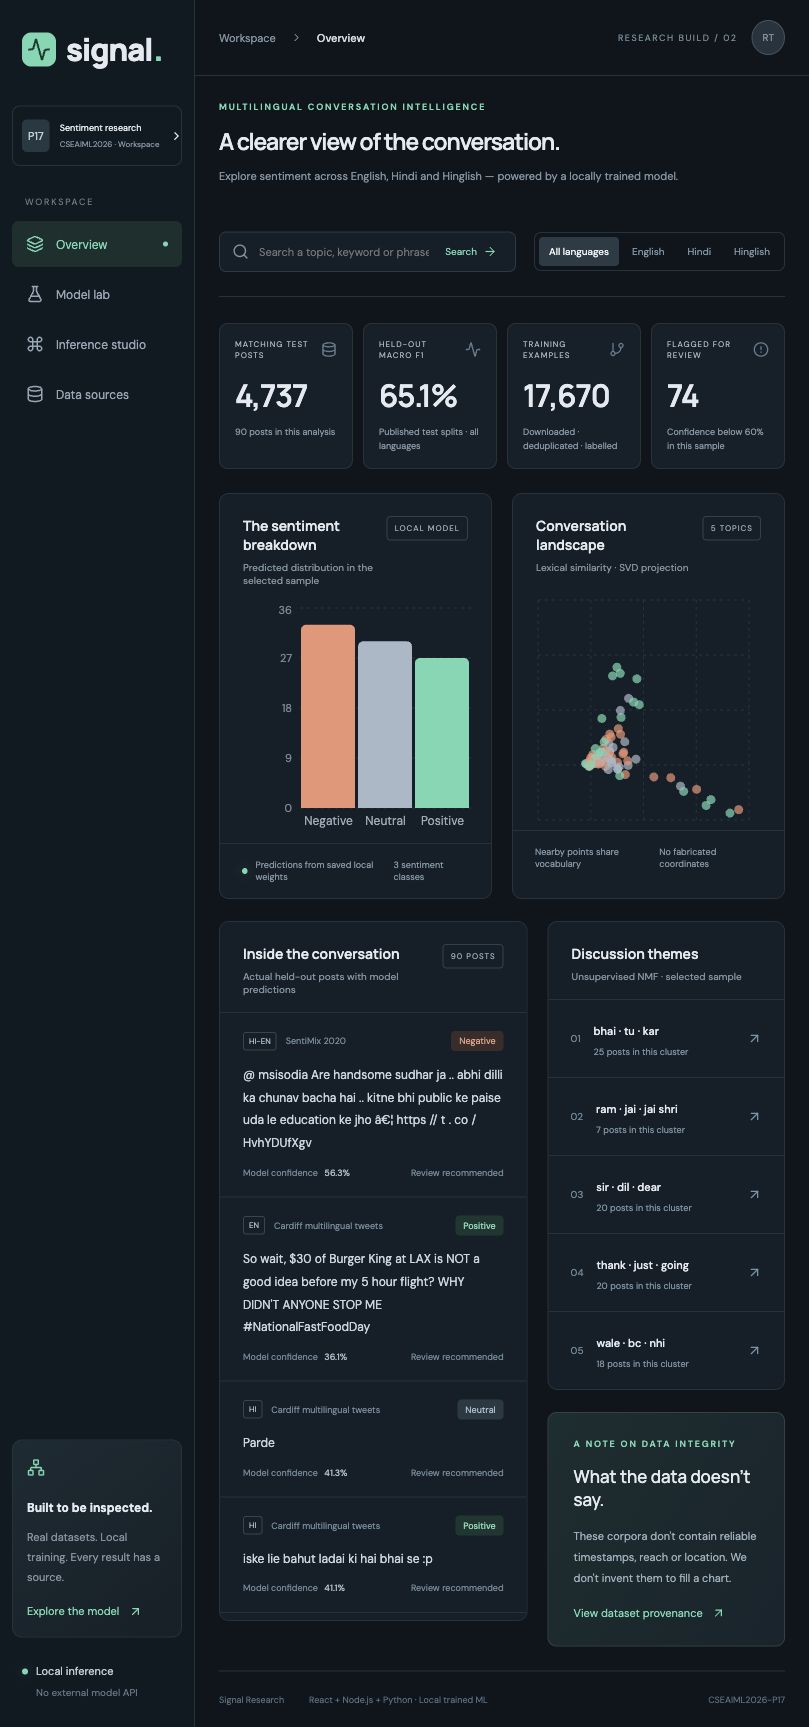 signal.
P17
Sentiment research
CSEAIML2026 · Workspace
WORKSPACE
Overview
Model lab
Inference studio
Data sources
Built to be inspected.
Real datasets. Local
training. Every result has a
source.
Explore the model
Local inference
No external model API
Workspace
Overview
RESEARCH BUILD / 02
RT
MULTILINGUAL CONVERSATION INTELLIGENCE
A clearer view of the conversation.
Explore sentiment across English, Hindi and Hinglish — powered by a locally trained model.
Search a topic, keyword or phrase
Search
All languages
English
Hindi
Hinglish
MATCHING TEST
POSTS
4,737
90 posts in this analysis
HELD-OUT
MACRO F1
65.1%
Published test splits · all
languages
TRAINING
EXAMPLES
17,670
Downloaded ·
deduplicated · labelled
FLAGGED FOR
REVIEW
74
Confidence below 60%
in this sample
The sentiment
breakdown
LOCAL MODEL
Predicted distribution in the
selected sample
36
27
18
9
0
Negative
Neutral
Positive
Predictions from saved local
weights
3 sentiment
classes
Conversation
landscape
5 TOPICS
Lexical similarity · SVD projection
Nearby points share
vocabulary
No fabricated
coordinates
Inside the conversation
90 POSTS
Actual held-out posts with model
predictions
HI-EN
SentiMix 2020
Negative
@ msisodia Are handsome sudhar ja .. abhi dilli
ka chunav bacha hai .. kitne bhi public ke paise
uda le education ke jho â€¦ https // t . co /
HvhYDUfXgv
Model confidence 56.3%
Review recommended
EN
Cardiff multilingual tweets
Positive
So wait, $30 of Burger King at LAX is NOT a
good idea before my 5 hour flight? WHY
DIDN'T ANYONE STOP ME
#NationalFastFoodDay
Model confidence 36.1%
Review recommended
HI
Cardiff multilingual tweets
Neutral
Parde
Model confidence 41.3%
Review recommended
HI
Cardiff multilingual tweets
Positive
iske lie bahut ladai ki hai bhai se :p
Model confidence 41.1%
Review recommended
Discussion themes
Unsupervised NMF · selected sample
01
bhai · tu · kar
25 posts in this cluster
02
ram · jai · jai shri
7 posts in this cluster
03
sir · dil · dear
20 posts in this cluster
04
thank · just · going
20 posts in this cluster
05
wale · bc · nhi
18 posts in this cluster
A NOTE ON DATA INTEGRITY
What the data doesn't
say.
These corpora don't contain reliable
timestamps, reach or location. We
don't invent them to fill a chart.
View dataset provenance
Signal Research
React + Node.js + Python · Local trained ML
CSEAIML2026-P17